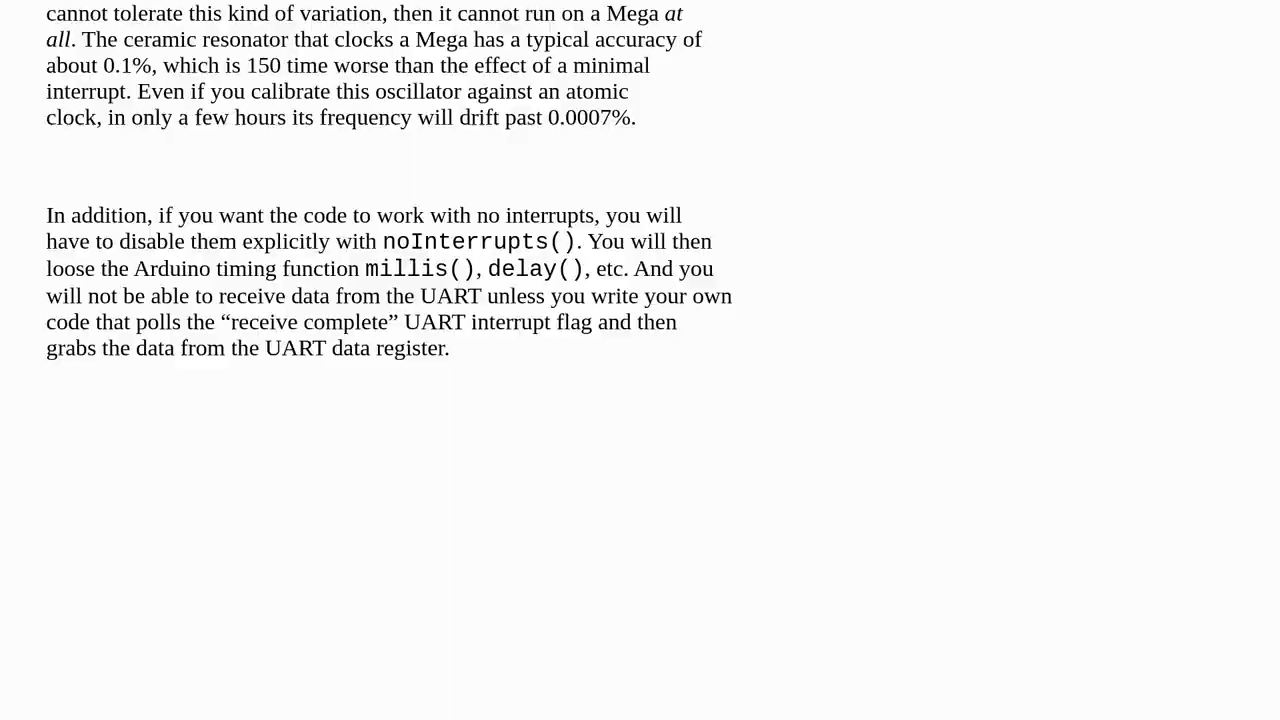 cannot tolerate this kind of variation, then it cannot run on a Mega at
all. The ceramic resonator that clocks a Mega has a typical accuracy of
about 0.1%, which is 150 time worse than the effect of a minimal
interrupt. Even if you calibrate this oscillator against an atomic
clock, in only a few hours its frequency will drift past 0.0007%.
In addition, if you want the code to work with no interrupts, you will
have to disable them explicitly with noInterrupts(). You will then
loose the Arduino timing function millis(), delay(), etc. And you
will not be able to receive data from the UART unless you write your own
code that polls the “receive complete” UART interrupt flag and then
grabs the data from the UART data register.